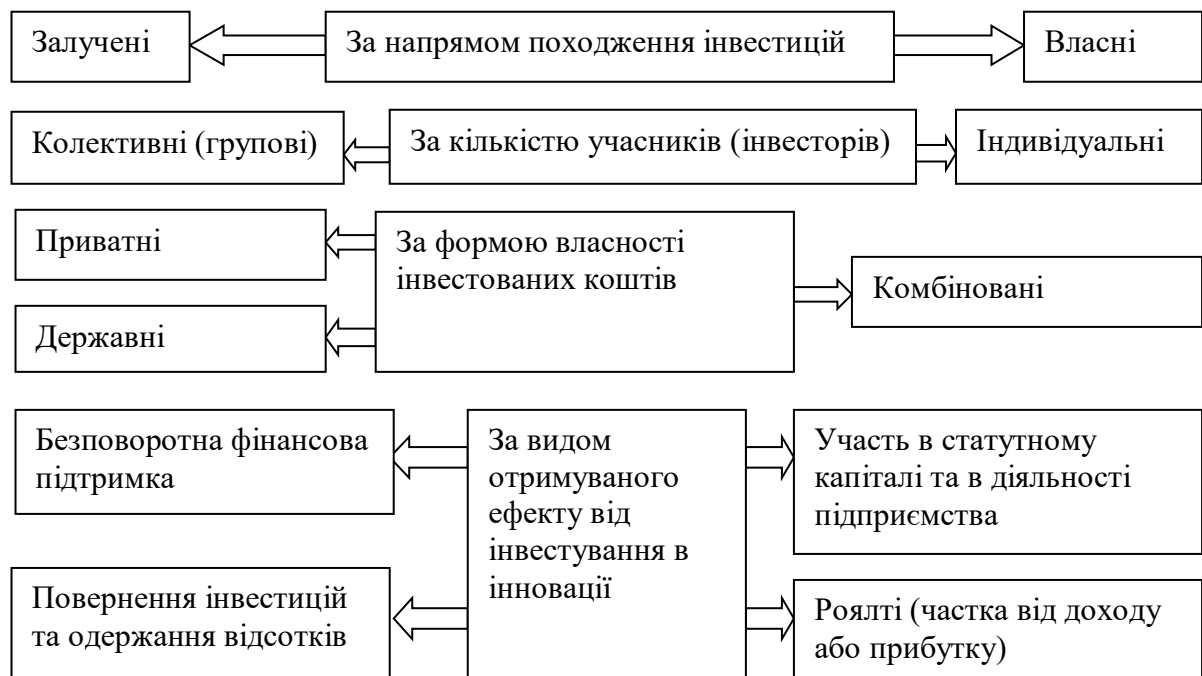 Залучені
За напрямом походження інвестицій
Власні
Колективні (групові)
За кількістю учасників (інвесторів)
Індивідуальні
Приватні
Державні
За формою власності
інвестованих коштів
Комбіновані
Безповоротна фінансова
підтримка
Повернення інвестицій
та одержання відсотків
За видом
отримуваного
ефекту від
інвестування в
інновації
Участь в статутному
капіталі та в діяльності
підприємства
Роялті (частка від доходу
або прибутку)